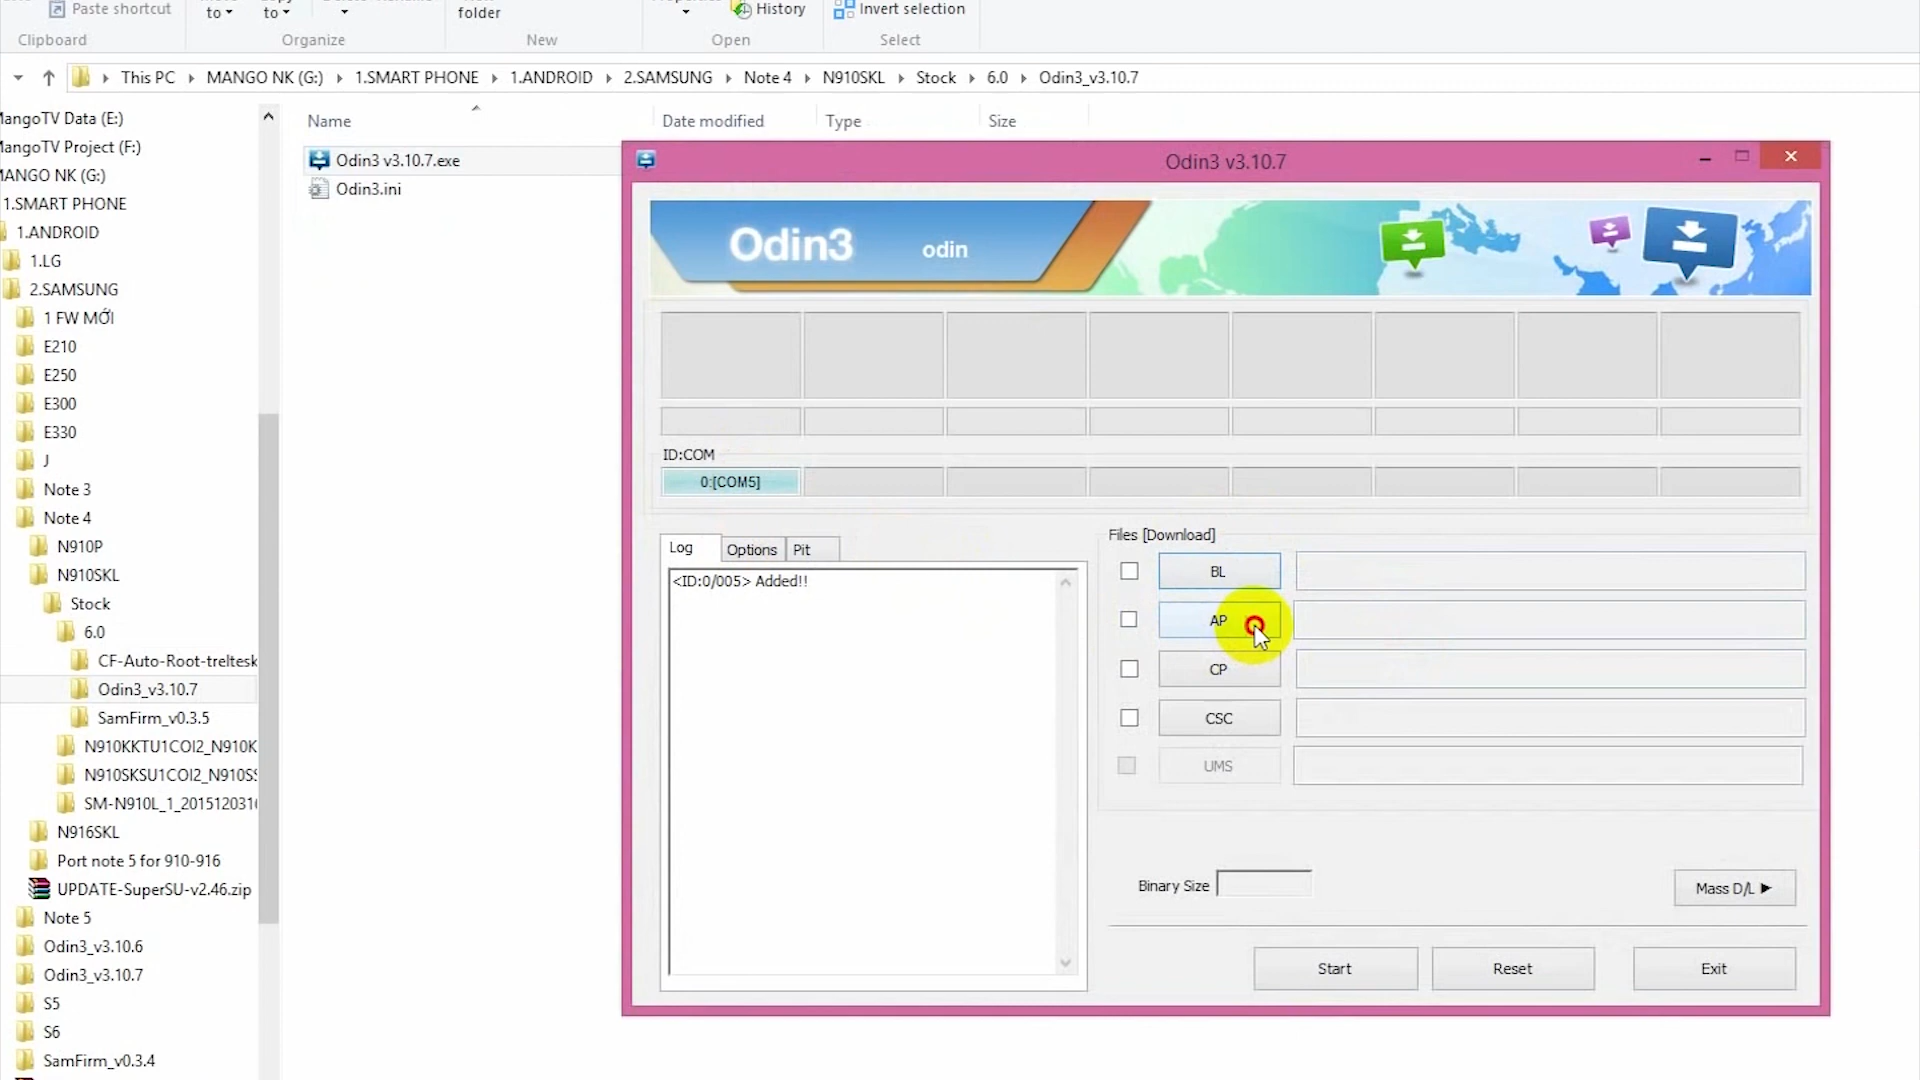 Paste shortcut
to
to
folder
History
Invert selection
Clipboard
Organize
New
Open
Select
This PC
MANGO NK (G:)
1.SMART PHONE
1.ANDROID
2.SAMSUNG
Note 4
N910SKL
Stock
6.0
Odin3_v3.10.7
Name
Date modified
Type
Size
MangoTV Data (E:)
MangoTV Project (F:)
MANGO NK (G:)
1.SMART PHONE
1.ANDROID
1.LG
2.SAMSUNG
1 FW MỚI
E210
E250
E300
E330
J
Note 3
Note 4
N910P
N910SKL
Stock
6.0
CF-Auto-Root-treltesk
Odin3_v3.10.7
SamFirm_v0.3.5
N910KKTU1COI2_N910K
N910SKSU1COI2_N910S
SM-N910L_1_2015120316
N916SKL
Port note 5 for 910-916
UPDATE-SuperSU-v2.46.zip
Note 5
Odin3_v3.10.6
Odin3_v3.10.7
S5
S6
SamFirm_v0.3.4
Odin3 v3.10.7.exe
Odin3.ini
Odin3 v3.10.7
Odin3
odin
ID:COM
0:[COM5]
Log
Options
Pit
<ID:0/005> Added!!
Files [Download]
BL
AP
CP
CSC
UMS
Binary Size
Mass D/L ►
Start
Reset
Exit